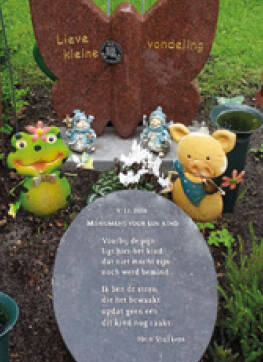 Lieve
kleine vondeling
MONUMENT VOOR EEN KIND
Voorbij de pijn
ligt hier het kind
dat niet mocht zijn
noch werd bemind.
Ik ben de steen,
die het bewaakt
opdat geen een
dit kind nog raakt.